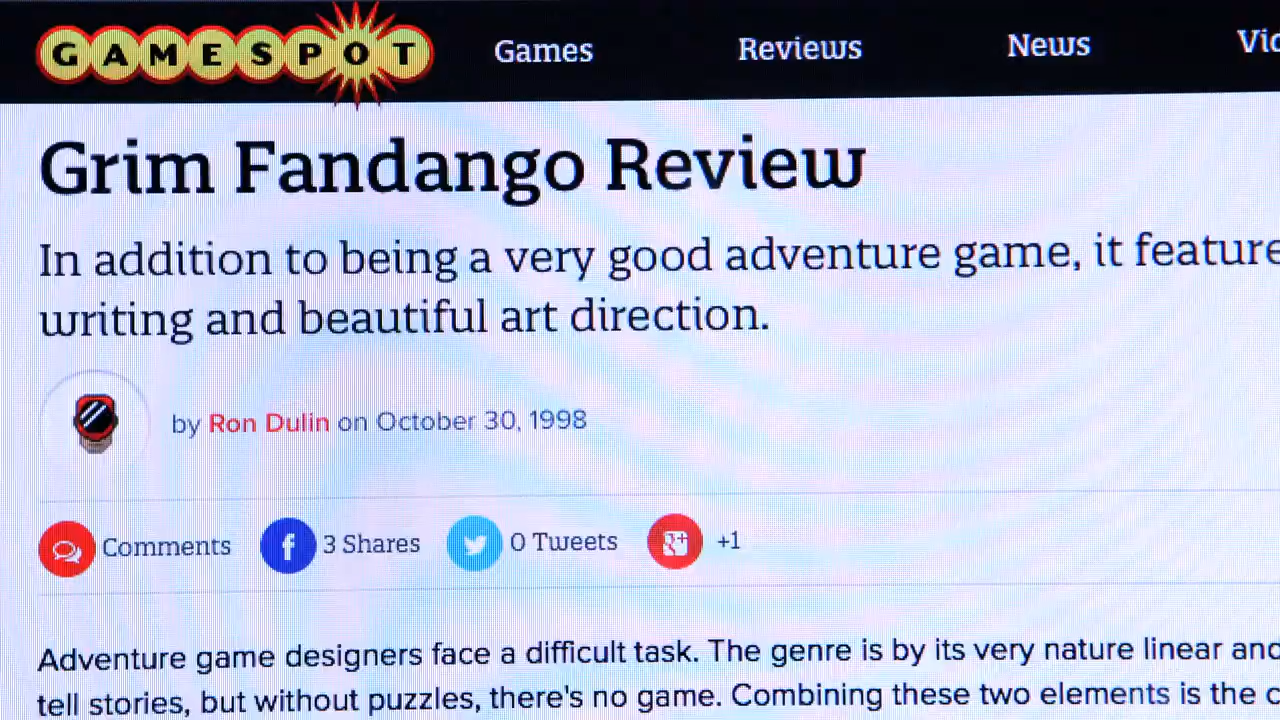 GAMESPOT Games Reviews News
Grim Fandango Review
In addition to being a very good adventure game, it feature
writing and beautiful art direction.
by Ron Dulin on October 30, 1998
Comments f 3 Shares 0 Tweets g+ +1
Adventure game designers face a difficult task. The genre is by its very nature linear and
tell stories, but without puzzles, there's no game. Combining these two elements is the